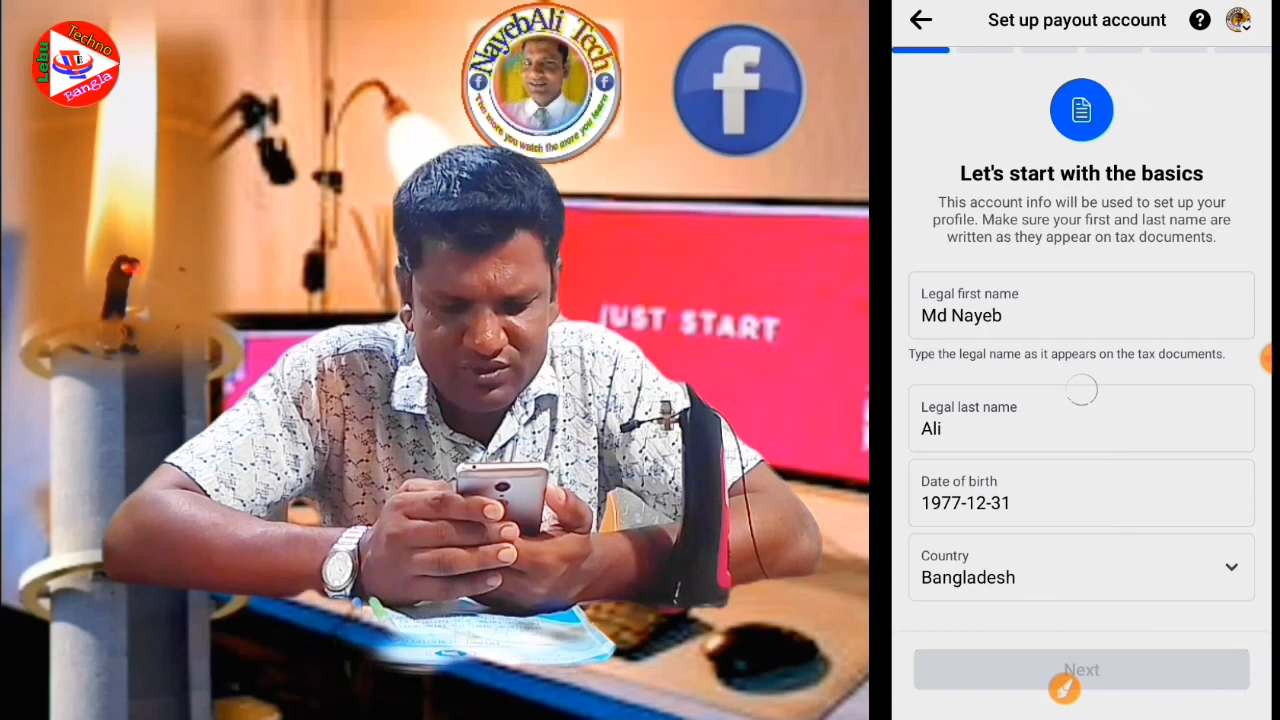 Lebu
Techno
Bangla
NayebAli Tech
The more you watch the more you learn
f
JUST START
Set up payout account
Let's start with the basics
This account info will be used to set up your
profile. Make sure your first and last name are
written as they appear on tax documents.
Legal first name
Md Nayeb
Type the legal name as it appears on the tax documents.
Legal last name
Ali
Date of birth
1977-12-31
Country
Bangladesh
Next